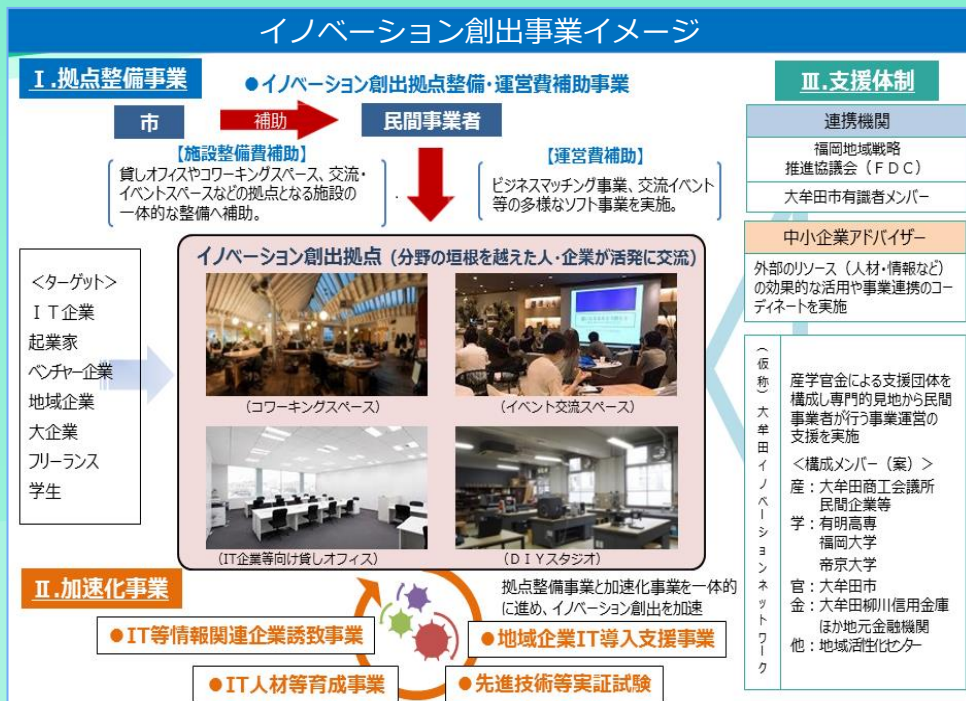 イノベーション創出事業イメージ
Ⅰ.拠点整備事業
●イノベーション創出拠点整備・運営費補助事業
市
補助
民間事業者
【施設整備費補助】
貸しオフィスやコワーキングスペース、交流・
イベントスペースなどの拠点となる施設の
一体的な整備へ補助。
【運営費補助】
ビジネスマッチング事業、交流イベント
等の多様なソフト事業を実施。
<ターゲット>
ＩＴ企業
起業家
ベンチャー企業
地域企業
大企業
フリーランス
学生
イノベーション創出拠点（分野の垣根を越えた人・企業が活発に交流）
（コワーキングスペース）
（イベント交流スペース）
（IT企業等向け貸しオフィス）
（ＤＩＹスタジオ）
Ⅱ.加速化事業
拠点整備事業と加速化事業を一体的
に進め、イノベーション創出を加速
●IT等情報関連企業誘致事業
●地域企業IT導入支援事業
●IT人材等育成事業
●先進技術等実証試験
Ⅲ.支援体制
連携機関
福岡地域戦略
推進協議会（ＦＤＣ）
大牟田市有識者メンバー
中小企業アドバイザー
外部のリソース（人材・情報など）
の効果的な活用や事業連携のコー
ディネートを実施
（仮称）大牟田イノベーションネットワーク
産学官金による支援団体を
構成し専門的見地から民間
事業者が行う事業運営の
支援を実施
＜構成メンバー（案）＞
産：大牟田商工会議所
民間企業等
学：有明高専
福岡大学
帝京大学
官：大牟田市
金：大牟田柳川信用金庫
ほか地元金融機関
他：地域活性化センター